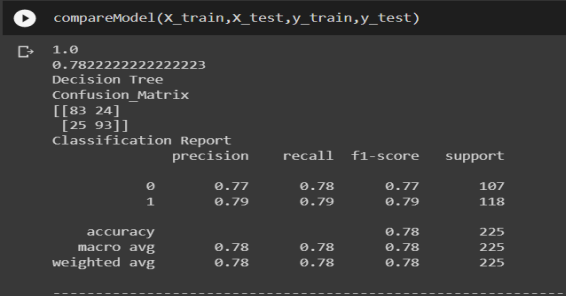 compareModel(X_train,X_test,y_train,y_test)
1.0
0.7822222222222223
Decision Tree
Confusion_Matrix
[[83 24]
 [25 93]]
Classification Report
              precision    recall  f1-score   support

           0       0.77      0.78      0.77       107
           1       0.79      0.79      0.79       118

    accuracy                           0.78       225
   macro avg       0.78      0.78      0.78       225
weighted avg       0.78      0.78      0.78       225

----------------------------------------------------------------